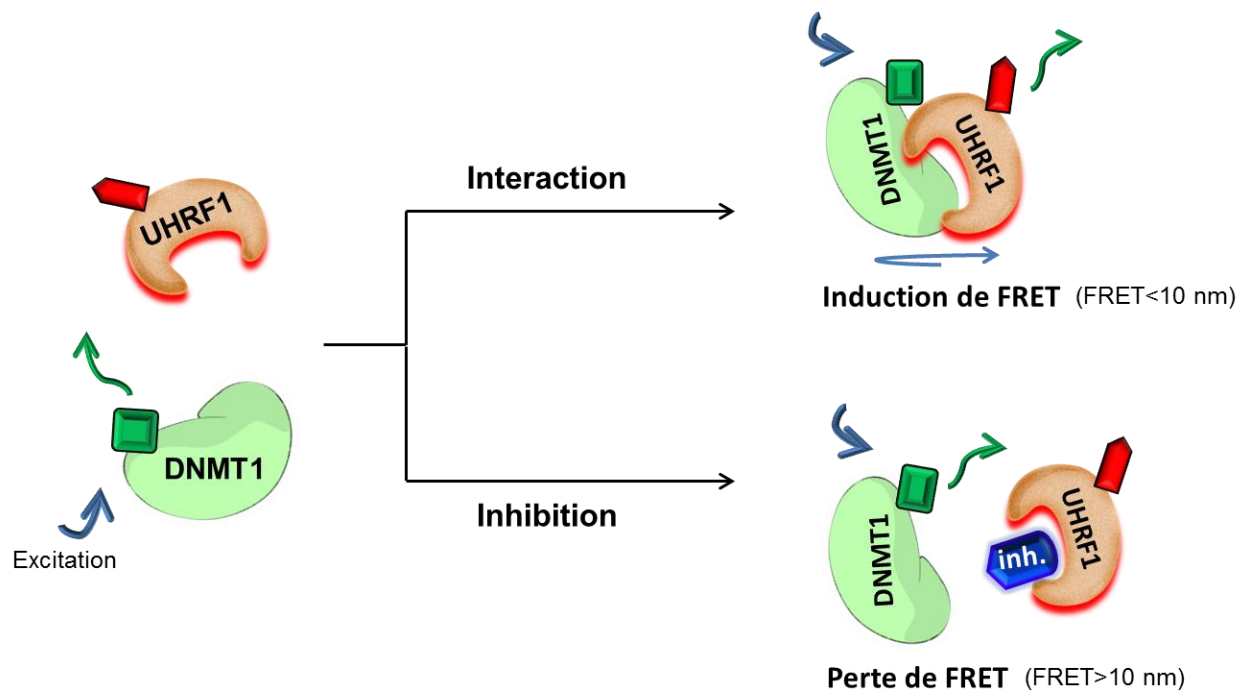 UHRF1
DNMT1
Excitation
Interaction
Inhibition
DNMT1
UHRF1
Induction de FRET (FRET<10 nm)
DNMT1
inh.
UHRF1
Perte de FRET (FRET>10 nm)